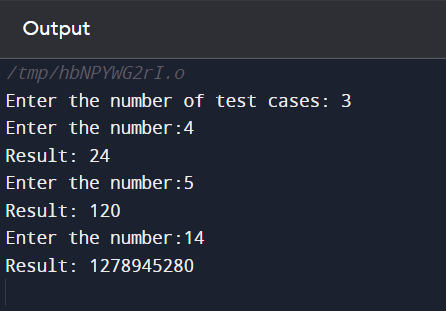 Output
/tmp/hbNPYWG2rI.o
Enter the number of test cases: 3
Enter the number:4
Result: 24
Enter the number:5
Result: 120
Enter the number:14
Result: 1278945280